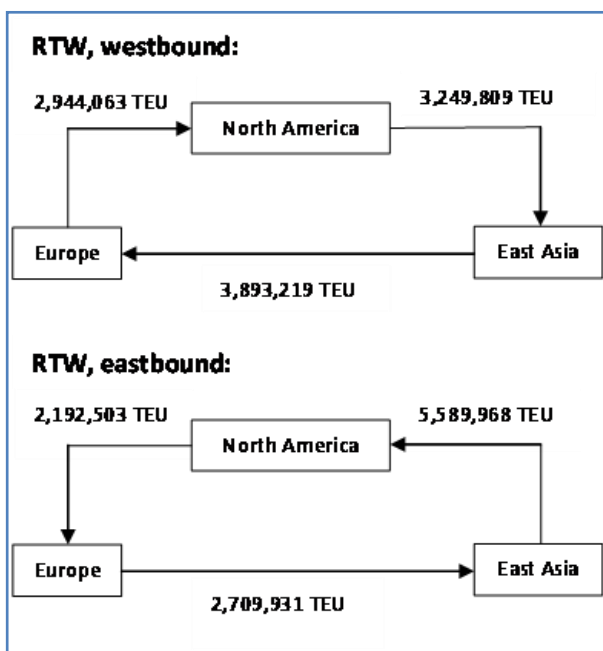 RTW, westbound:
2,944,063 TEU
3,249,809 TEU
North America
Europe
East Asia
3,893,219 TEU
RTW, eastbound:
2,192,503 TEU
5,589,968 TEU
North America
Europe
East Asia
2,709,931 TEU